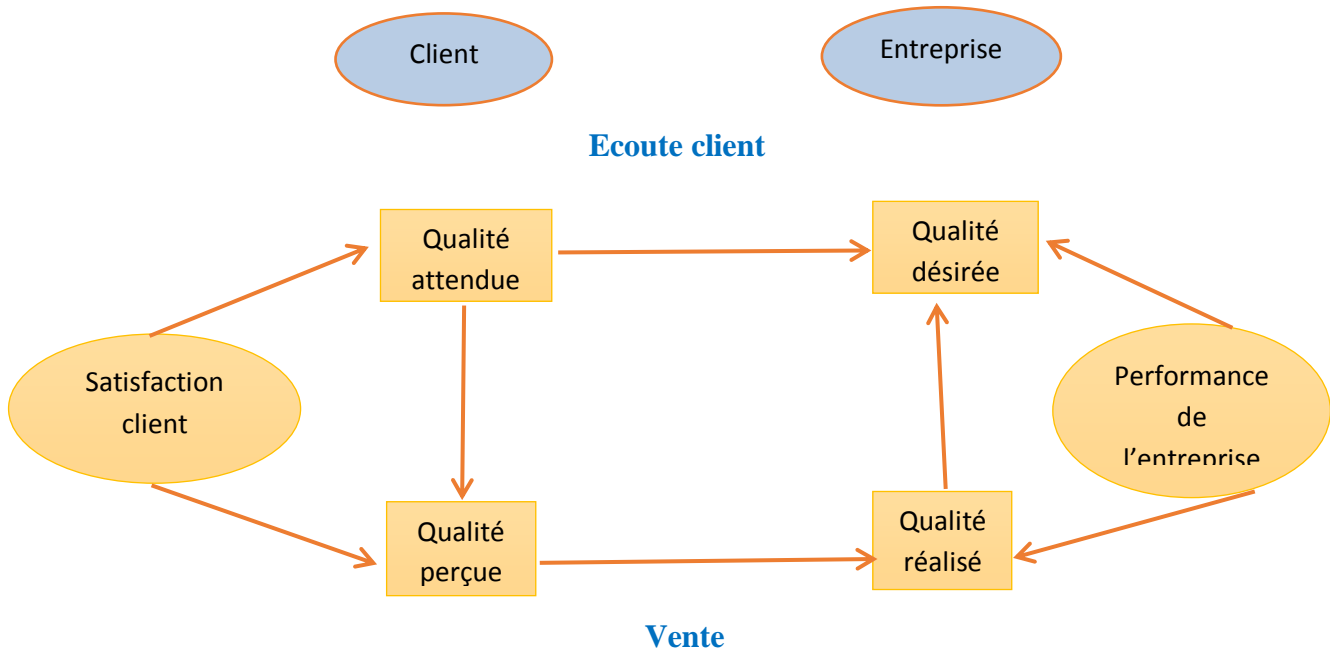 Client
Entreprise
Ecoute client
Qualité
attendue
Qualité
désirée
Satisfaction
client
Performance
de
l’entreprise
Qualité
perçue
Qualité
réalisé
Vente